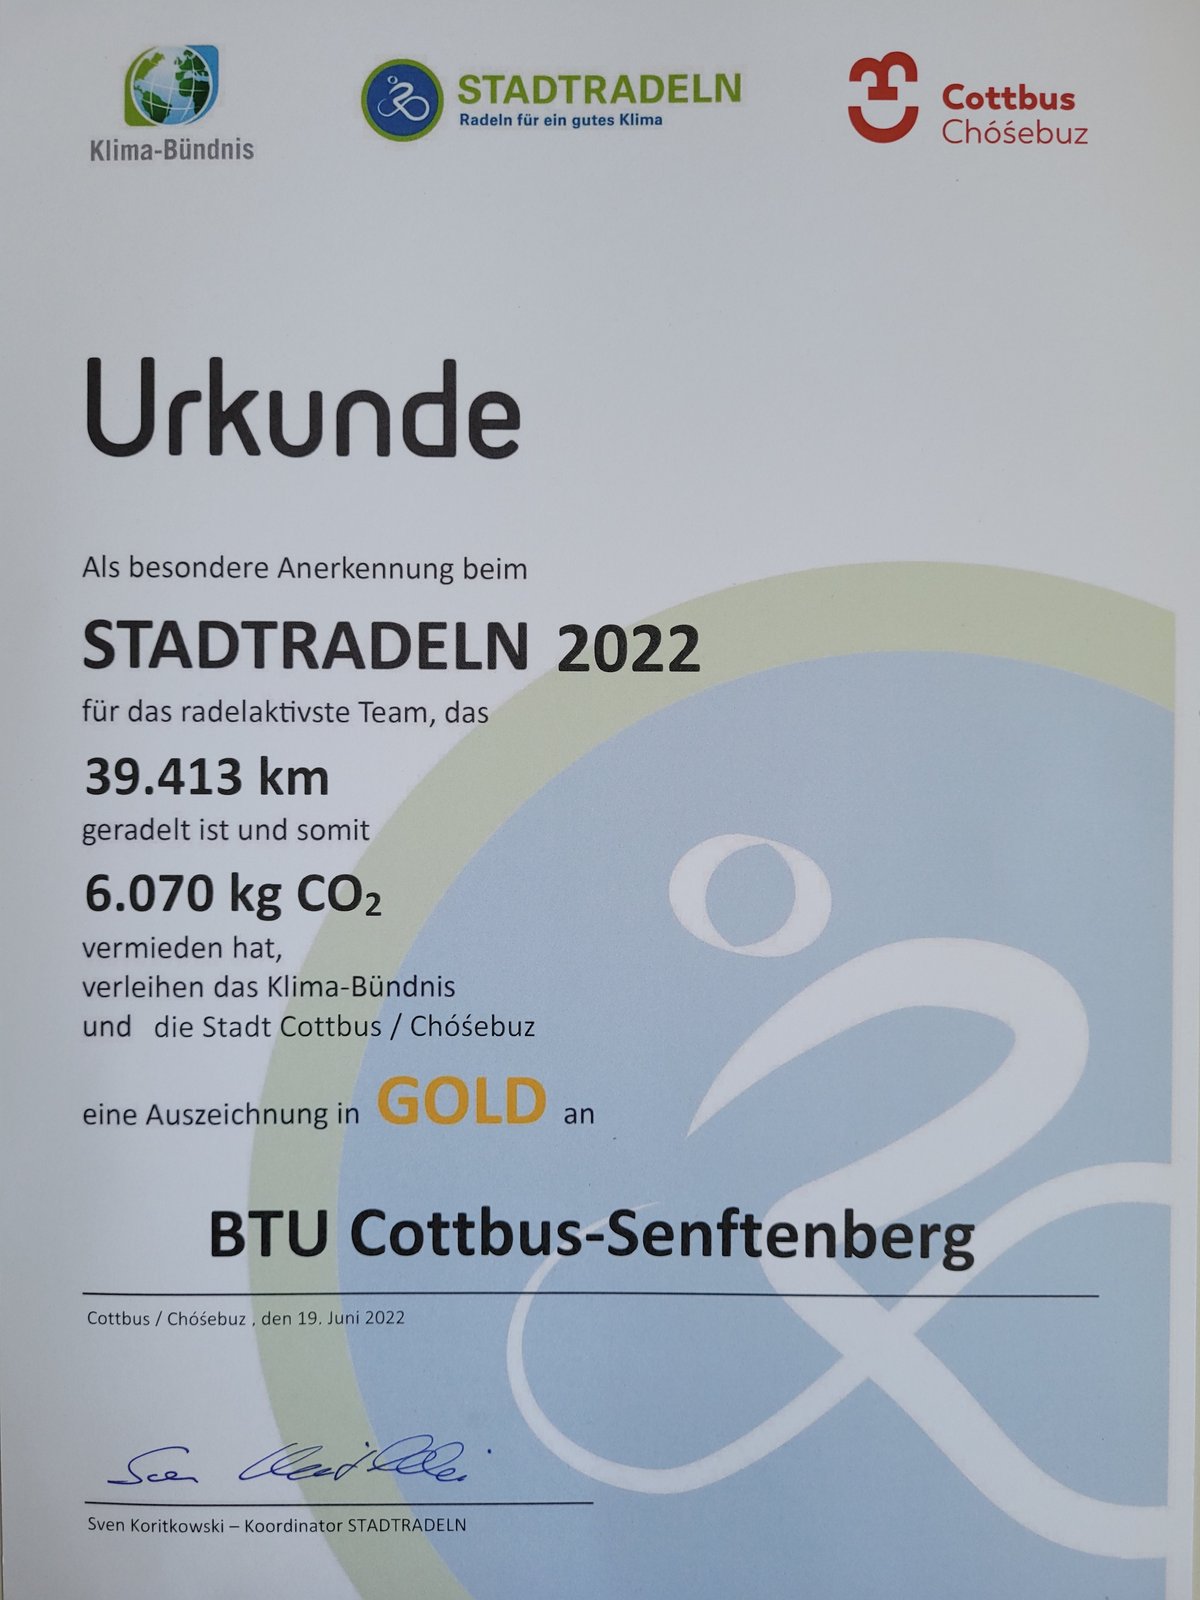 Klima-Bündnis
STADTRADELN
Radeln für ein gutes Klima
Cottbus
Chóśebuz
Urkunde
Als besondere Anerkennung beim
STADTRADELN 2022
für das radelaktivste Team, das
39.413 km
geradelt ist und somit
6.070 kg CO₂
vermieden hat,
verleihen das Klima-Bündnis
und die Stadt Cottbus / Chóśebuz
eine Auszeichnung in GOLD an
BTU Cottbus-Senftenberg
Cottbus / Chóśebuz , den 19. Juni 2022
Sven Koritkowski – Koordinator STADTRADELN